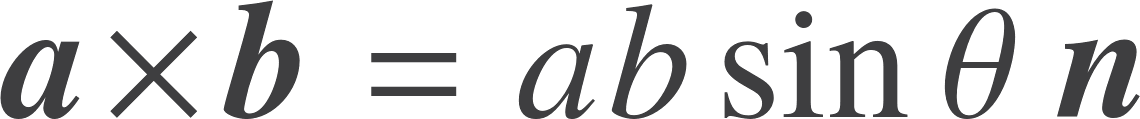 a×b = ab sin θ n